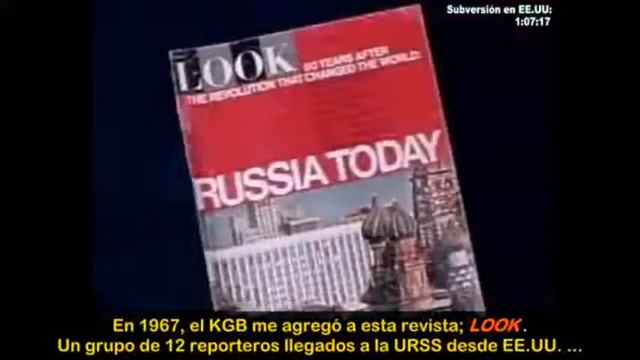 Subversión en EE.UU:
1:07:17
LOOK
50 YEARS AFTER
THE REVOLUTION THAT CHANGED THE WORLD:
RUSSIA TODAY
En 1967, el KGB me agregó a esta revista; LOOK.
Un grupo de 12 reporteros llegados a la URSS desde EE.UU. ...